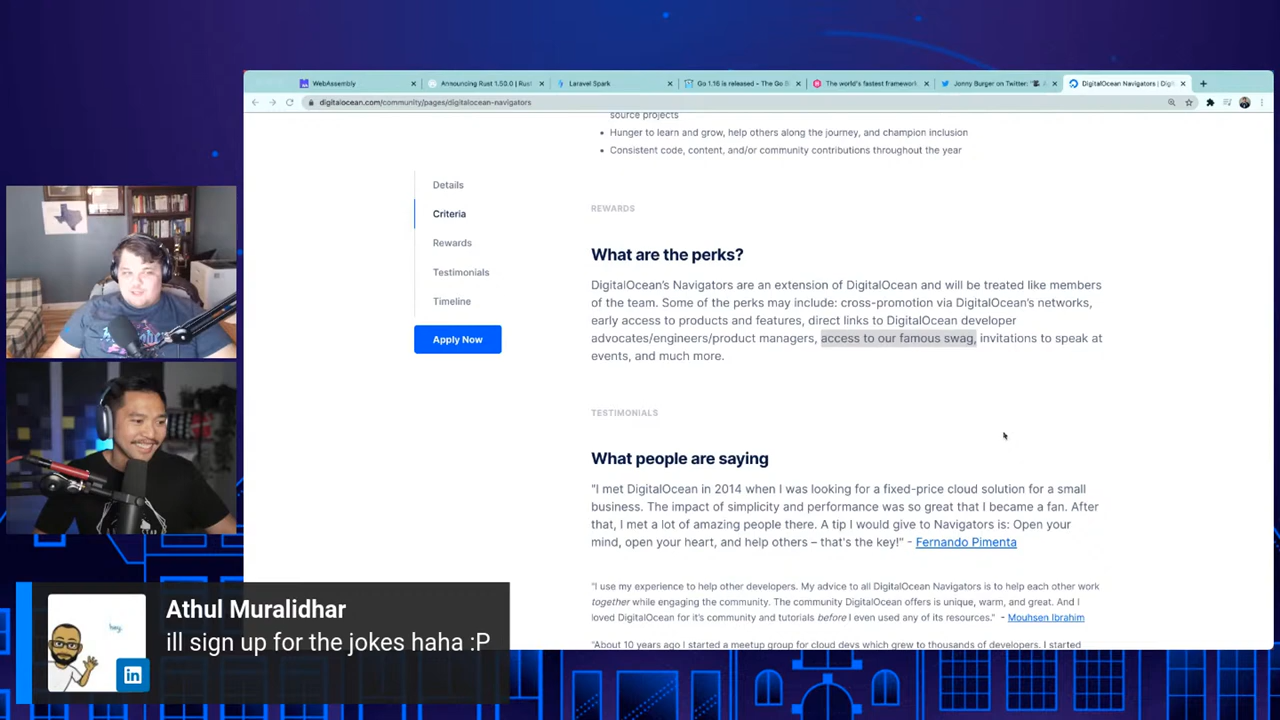 WebAssembly
Announcing Rust 1.50.0 | Rust
Laravel Spark
Go 1.16 is released - The Go B
The world's fastest framework
Jonny Burger on Twitter: "
DigitalOcean Navigators | Digi
digitalocean.com/community/pages/digitalocean-navigators
source projects
Hunger to learn and grow, help others along the journey, and champion inclusion
Consistent code, content, and/or community contributions throughout the year
Details
Criteria
Rewards
Testimonials
Timeline
Apply Now
REWARDS
What are the perks?
DigitalOcean's Navigators are an extension of DigitalOcean and will be treated like members
of the team. Some of the perks may include: cross-promotion via DigitalOcean's networks,
early access to products and features, direct links to DigitalOcean developer
advocates/engineers/product managers, access to our famous swag, invitations to speak at
events, and much more.
TESTIMONIALS
What people are saying
"I met DigitalOcean in 2014 when I was looking for a fixed-price cloud solution for a small
business. The impact of simplicity and performance was so great that I became a fan. After
that, I met a lot of amazing people there. A tip I would give to Navigators is: Open your
mind, open your heart, and help others – that's the key!" - Fernando Pimenta
"I use my experience to help other developers. My advice to all DigitalOcean Navigators is to help each other work
together while engaging the community. The community DigitalOcean offers is unique, warm, and great. And I
loved DigitalOcean for it's community and tutorials before I even used any of its resources." - Mouhsen Ibrahim
"About 10 years ago I started a meetup group for cloud devs which grew to thousands of developers. I started
Athul Muralidhar
ill sign up for the jokes haha :P
in